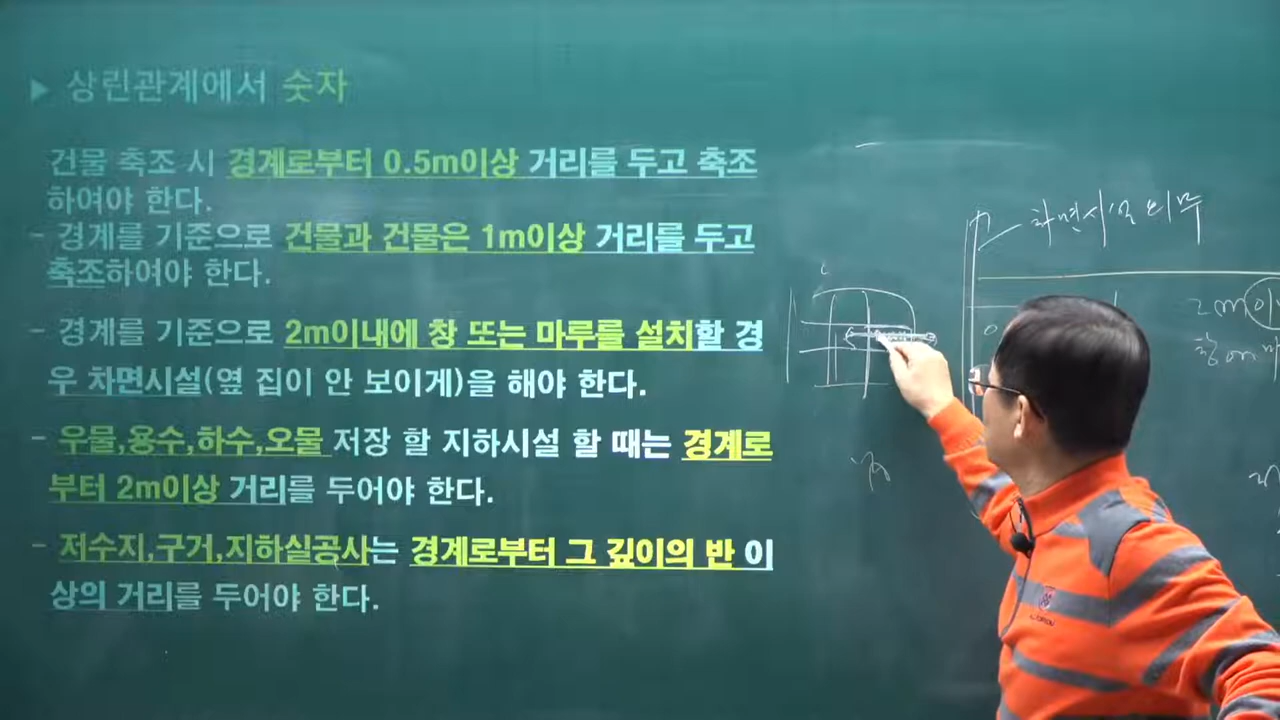 ▶ 상린관계에서 숫자
건물 축조 시 경계로부터 0.5m이상 거리를 두고 축조
하여야 한다.
- 경계를 기준으로 건물과 건물은 1m이상 거리를 두고
축조하여야 한다.
- 경계를 기준으로 2m이내에 창 또는 마루를 설치할 경
우 차면시설(옆 집이 안 보이게)을 해야 한다.
- 우물,용수,하수,오물 저장 할 지하시설 할 때는 경계로
부터 2m이상 거리를 두어야 한다.
- 저수지,구거,지하실공사는 경계로부터 그 깊이의 반 이
상의 거리를 두어야 한다.
차면시설 의무
2m이